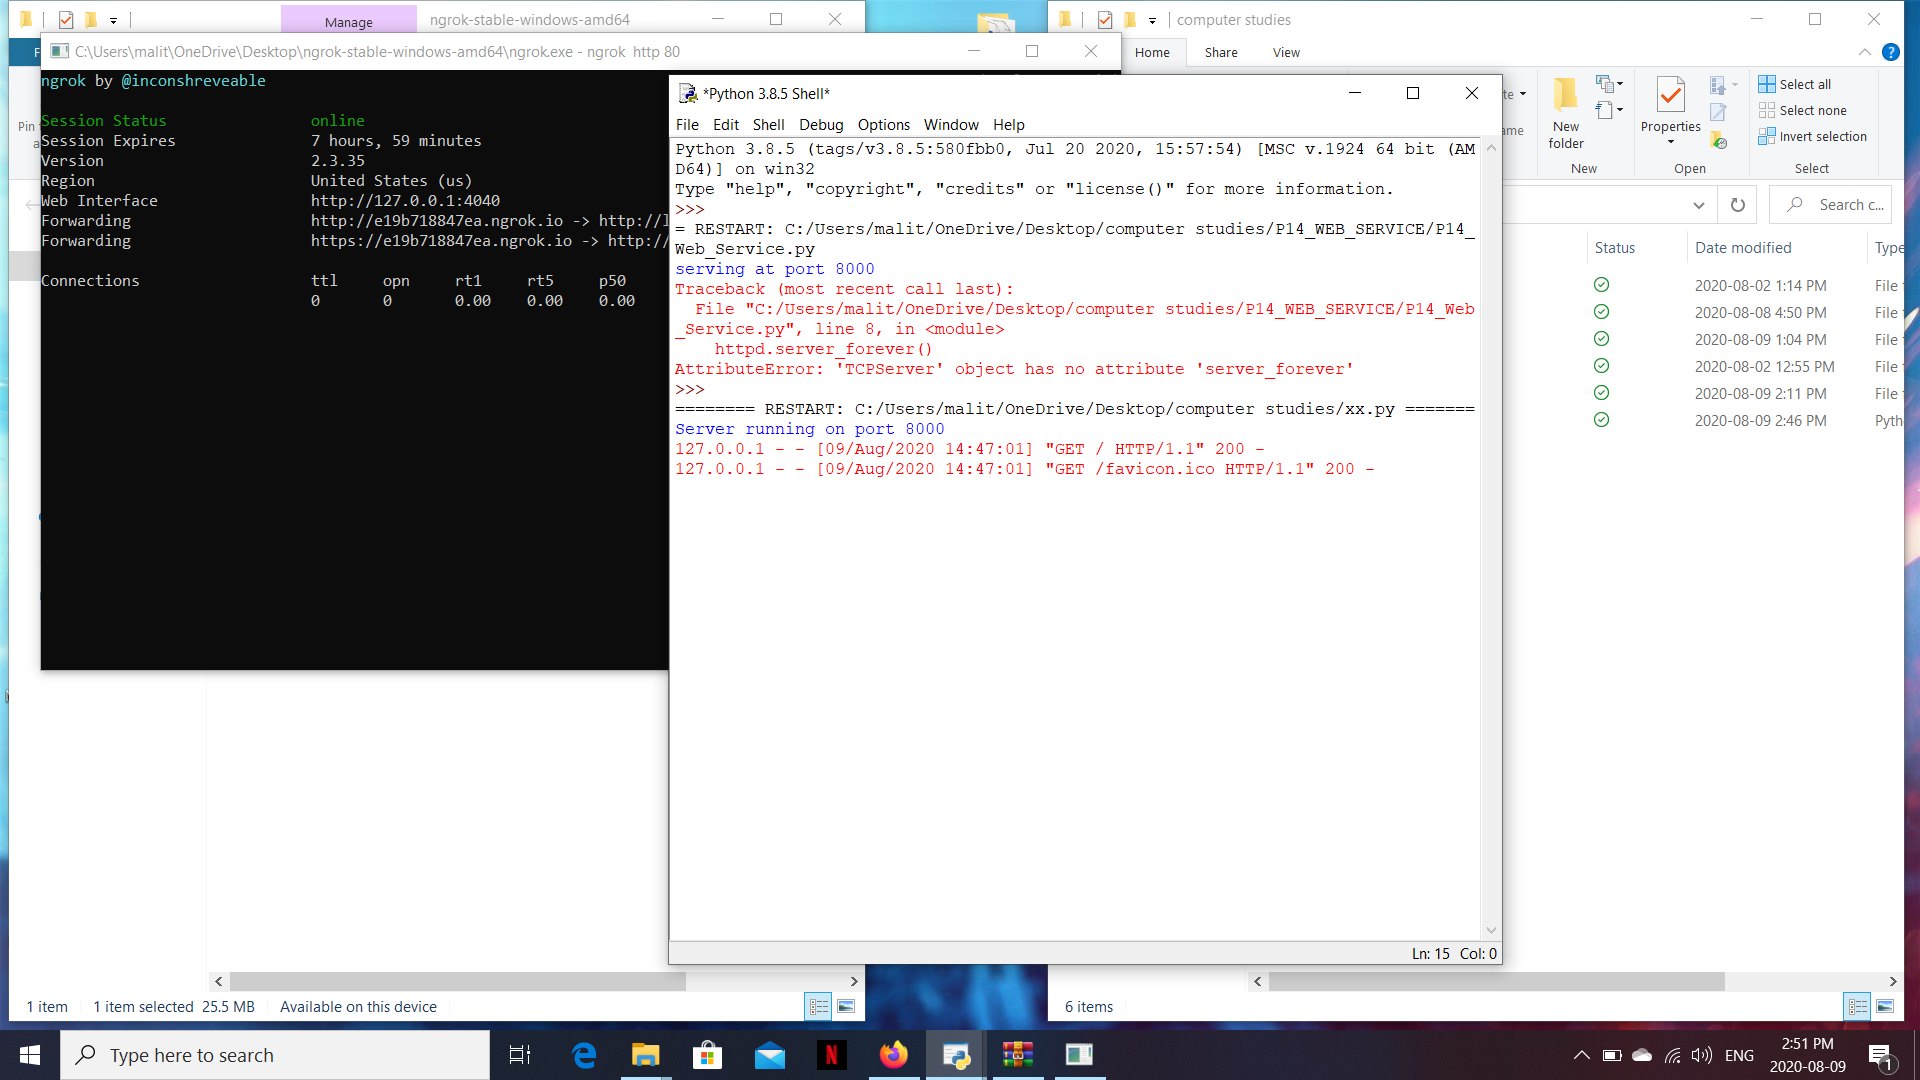 Manage
ngrok-stable-windows-amd64
C:\Users\malit\OneDrive\Desktop\ngrok-stable-windows-amd64\ngrok.exe - ngrok  http 80
ngrok by @inconshreveable
Session Status online
Session Expires 7 hours, 59 minutes
Version 2.3.35
Region United States (us)
Web Interface http://127.0.0.1:4040
Forwarding http://e19b718847ea.ngrok.io -> http://l
Forwarding https://e19b718847ea.ngrok.io -> http://
Connections ttl opn rt1 rt5 p50
0 0 0.00 0.00 0.00
Pin
1 item 1 item selected 25.5 MB Available on this device
*Python 3.8.5 Shell*
File Edit Shell Debug Options Window Help
Python 3.8.5 (tags/v3.8.5:580fbb0, Jul 20 2020, 15:57:54) [MSC v.1924 64 bit (AM
D64)] on win32
Type "help", "copyright", "credits" or "license()" for more information.
>>>
= RESTART: C:/Users/malit/OneDrive/Desktop/computer studies/P14_WEB_SERVICE/P14_
Web_Service.py
serving at port 8000
Traceback (most recent call last):
File "C:/Users/malit/OneDrive/Desktop/computer studies/P14_WEB_SERVICE/P14_Web
_Service.py", line 8, in <module>
httpd.server_forever()
AttributeError: 'TCPServer' object has no attribute 'server_forever'
>>>
======== RESTART: C:/Users/malit/OneDrive/Desktop/computer studies/xx.py =======
Server running on port 8000
127.0.0.1 - - [09/Aug/2020 14:47:01] "GET / HTTP/1.1" 200 -
127.0.0.1 - - [09/Aug/2020 14:47:01] "GET /favicon.ico HTTP/1.1" 200 -
Ln: 15 Col: 0
computer studies
Home Share View
New
folder
New
Properties
Open
Select all
Select none
Invert selection
Select
Search c...
Status Date modified Type
2020-08-02 1:14 PM File
2020-08-08 4:50 PM File
2020-08-09 1:04 PM File
2020-08-02 12:55 PM File
2020-08-09 2:11 PM File
2020-08-09 2:46 PM Pyth
6 items
Type here to search
ENG
2:51 PM
2020-08-09
1